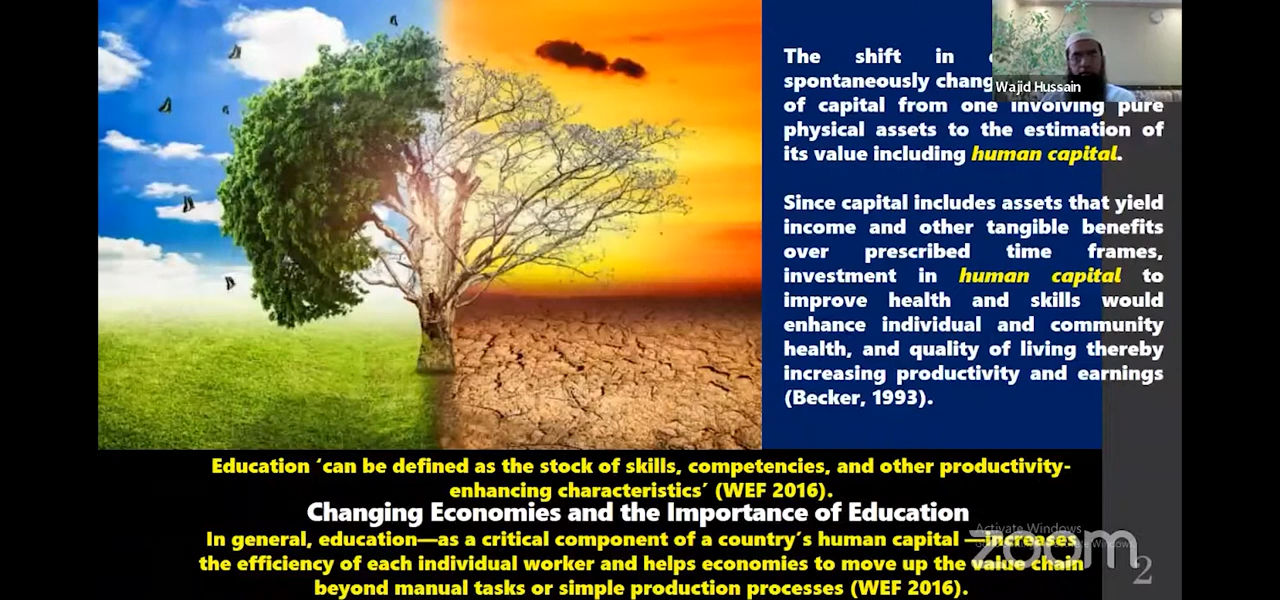 The shift in
spontaneously chang
of capital from one involving pure
physical assets to the estimation of
its value including human capital.
Since capital includes assets that yield
income and other tangible benefits
over prescribed time frames,
investment in human capital to
improve health and skills would
enhance individual and community
health, and quality of living thereby
increasing productivity and earnings
(Becker, 1993).
Wajid Hussain
Education ‘can be defined as the stock of skills, competencies, and other productivity-
enhancing characteristics’ (WEF 2016).
Changing Economies and the Importance of Education
In general, education—as a critical component of a country’s human capital —increases
the efficiency of each individual worker and helps economies to move up the value chain
beyond manual tasks or simple production processes (WEF 2016).
Activate Windows
Windows.
zoom
2